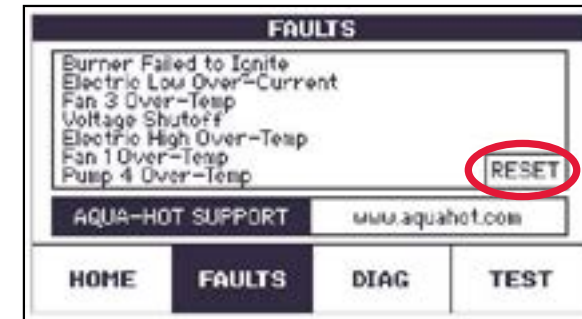 FAULTS
Burner Failed to Ignite
Electric Low Over-Current
Fan 3 Over-Temp
Voltage Shutoff
Electric High Over-Temp
Fan 1 Over-Temp
Pump 4 Over-Temp
RESET
AQUA-HOT SUPPORT www.aquahot.com
HOME FAULTS DIAG TEST